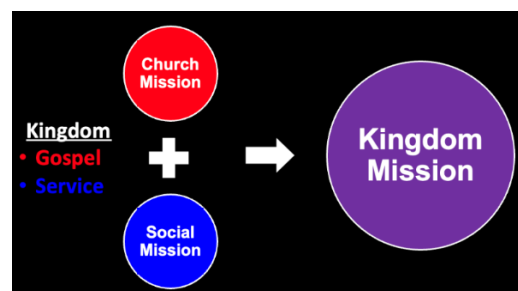 Church
Mission
Kingdom
• Gospel
• Service
Social
Mission
Kingdom
Mission